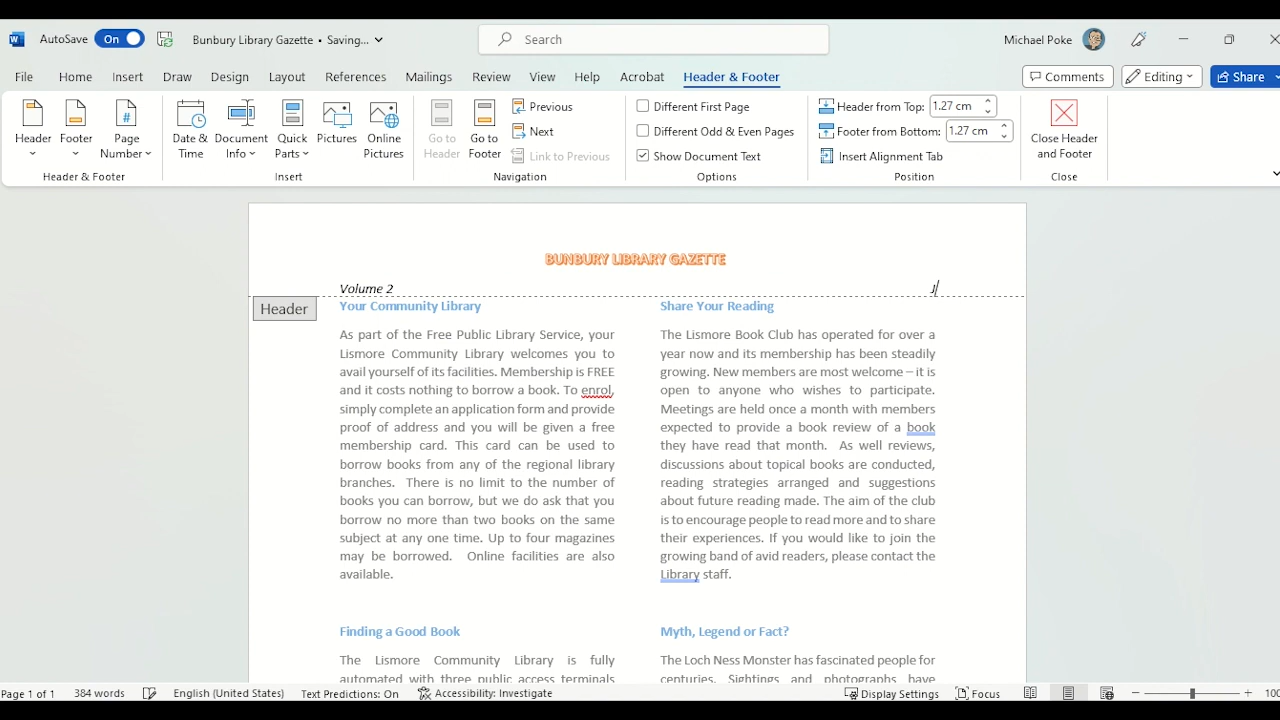 AutoSave On Bunbury Library Gazette • Saving... Search Michael Poke
File Home Insert Draw Design Layout References Mailings Review View Help Acrobat Header & Footer Comments Editing Share
Header Footer Page Number
Header & Footer
Date & Time Document Info Quick Parts Pictures Online Pictures
Insert
Go to Header Go to Footer Previous Next Link to Previous
Navigation
Different First Page
Different Odd & Even Pages
Show Document Text
Options
Header from Top: 1.27 cm
Footer from Bottom: 1.27 cm
Insert Alignment Tab
Position
Close Header and Footer
Close
BUNBURY LIBRARY GAZETTE
Volume 2 J
Header
Your Community Library
As part of the Free Public Library Service, your
Lismore Community Library welcomes you to
avail yourself of its facilities. Membership is FREE
and it costs nothing to borrow a book. To enrol,
simply complete an application form and provide
proof of address and you will be given a free
membership card. This card can be used to
borrow books from any of the regional library
branches. There is no limit to the number of
books you can borrow, but we do ask that you
borrow no more than two books on the same
subject at any one time. Up to four magazines
may be borrowed. Online facilities are also
available.
Finding a Good Book
The Lismore Community Library is fully
automated with three public access terminals
Share Your Reading
The Lismore Book Club has operated for over a
year now and its membership has been steadily
growing. New members are most welcome – it is
open to anyone who wishes to participate.
Meetings are held once a month with members
expected to provide a book review of a book
they have read that month. As well reviews,
discussions about topical books are conducted,
reading strategies arranged and suggestions
about future reading made. The aim of the club
is to encourage people to read more and to share
their experiences. If you would like to join the
growing band of avid readers, please contact the
Library staff.
Myth, Legend or Fact?
The Loch Ness Monster has fascinated people for
centuries. Sightings and photographs have
Page 1 of 1 384 words English (United States) Text Predictions: On Accessibility: Investigate Display Settings Focus 100